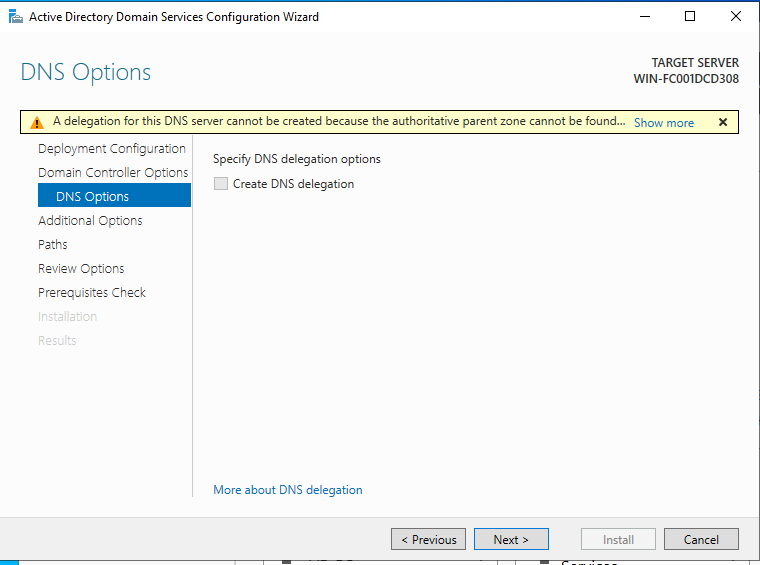 Active Directory Domain Services Configuration Wizard
DNS Options
TARGET SERVER
WIN-FC001DCD308
A delegation for this DNS server cannot be created because the authoritative parent zone cannot be found... Show more
Deployment Configuration
Domain Controller Options
DNS Options
Additional Options
Paths
Review Options
Prerequisites Check
Installation
Results
Specify DNS delegation options
Create DNS delegation
More about DNS delegation
< Previous
Next >
Install
Cancel